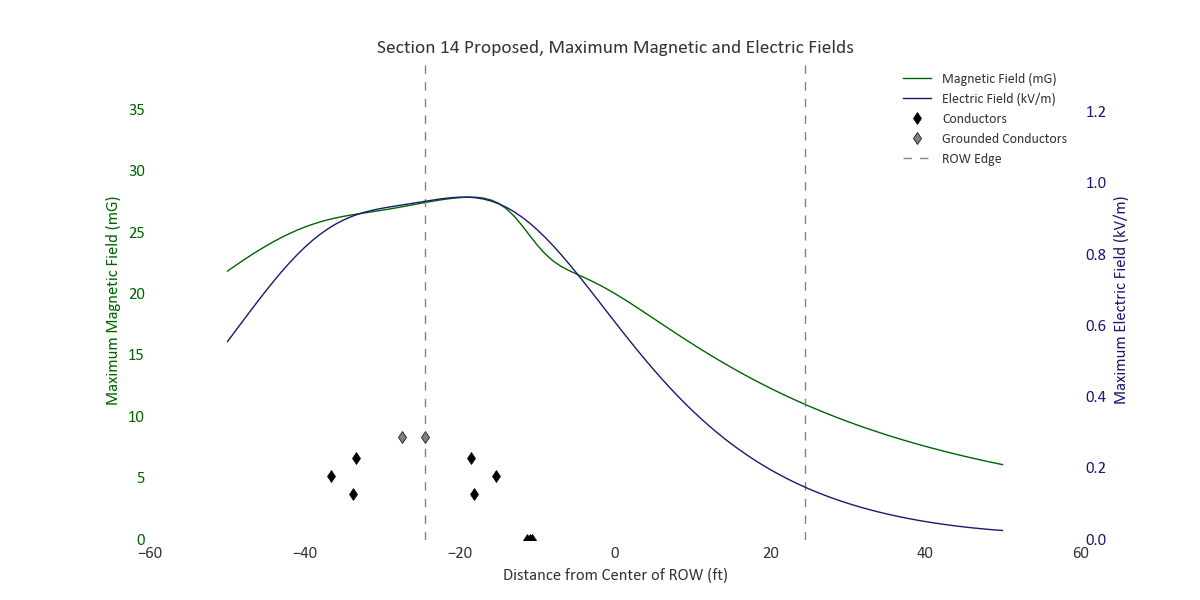 Section 14 Proposed, Maximum Magnetic and Electric Fields
Magnetic Field (mG)
Electric Field (kV/m)
Conductors
Grounded Conductors
ROW Edge
Maximum Magnetic Field (mG)
35
30
25
20
15
10
5
0
1.2
1.0
0.8
0.6
0.4
0.2
0.0
Maximum Electric Field (kV/m)
−60 −40 −20 0 20 40 60
Distance from Center of ROW (ft)